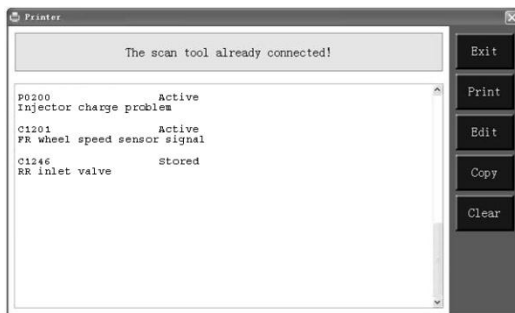 Printer
The scan tool already connected!
P0200 Active
Injector charge problem
C1201 Active
FR wheel speed sensor signal
C1246 Stored
RR inlet valve
Exit
Print
Edit
Copy
Clear